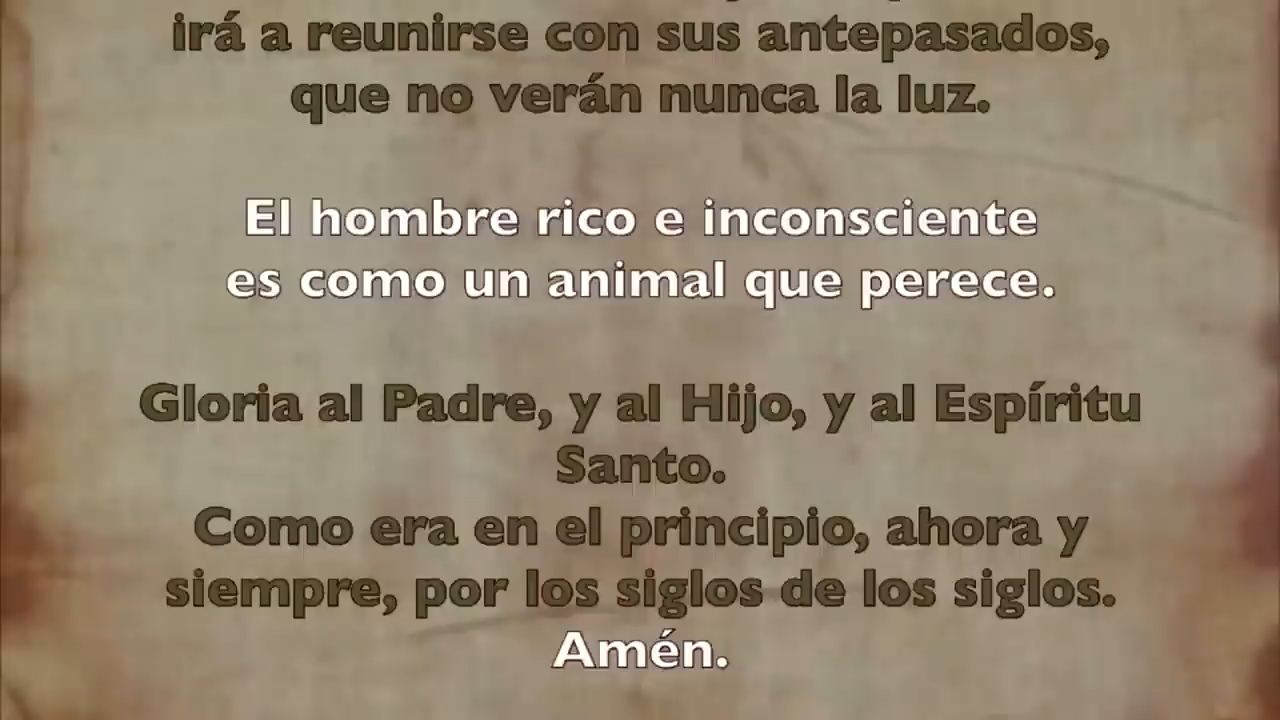 irá a reunirse con sus antepasados,
que no verán nunca la luz.
El hombre rico e inconsciente
es como un animal que perece.
Gloria al Padre, y al Hijo, y al Espíritu
Santo.
Como era en el principio, ahora y
siempre, por los siglos de los siglos.
Amén.